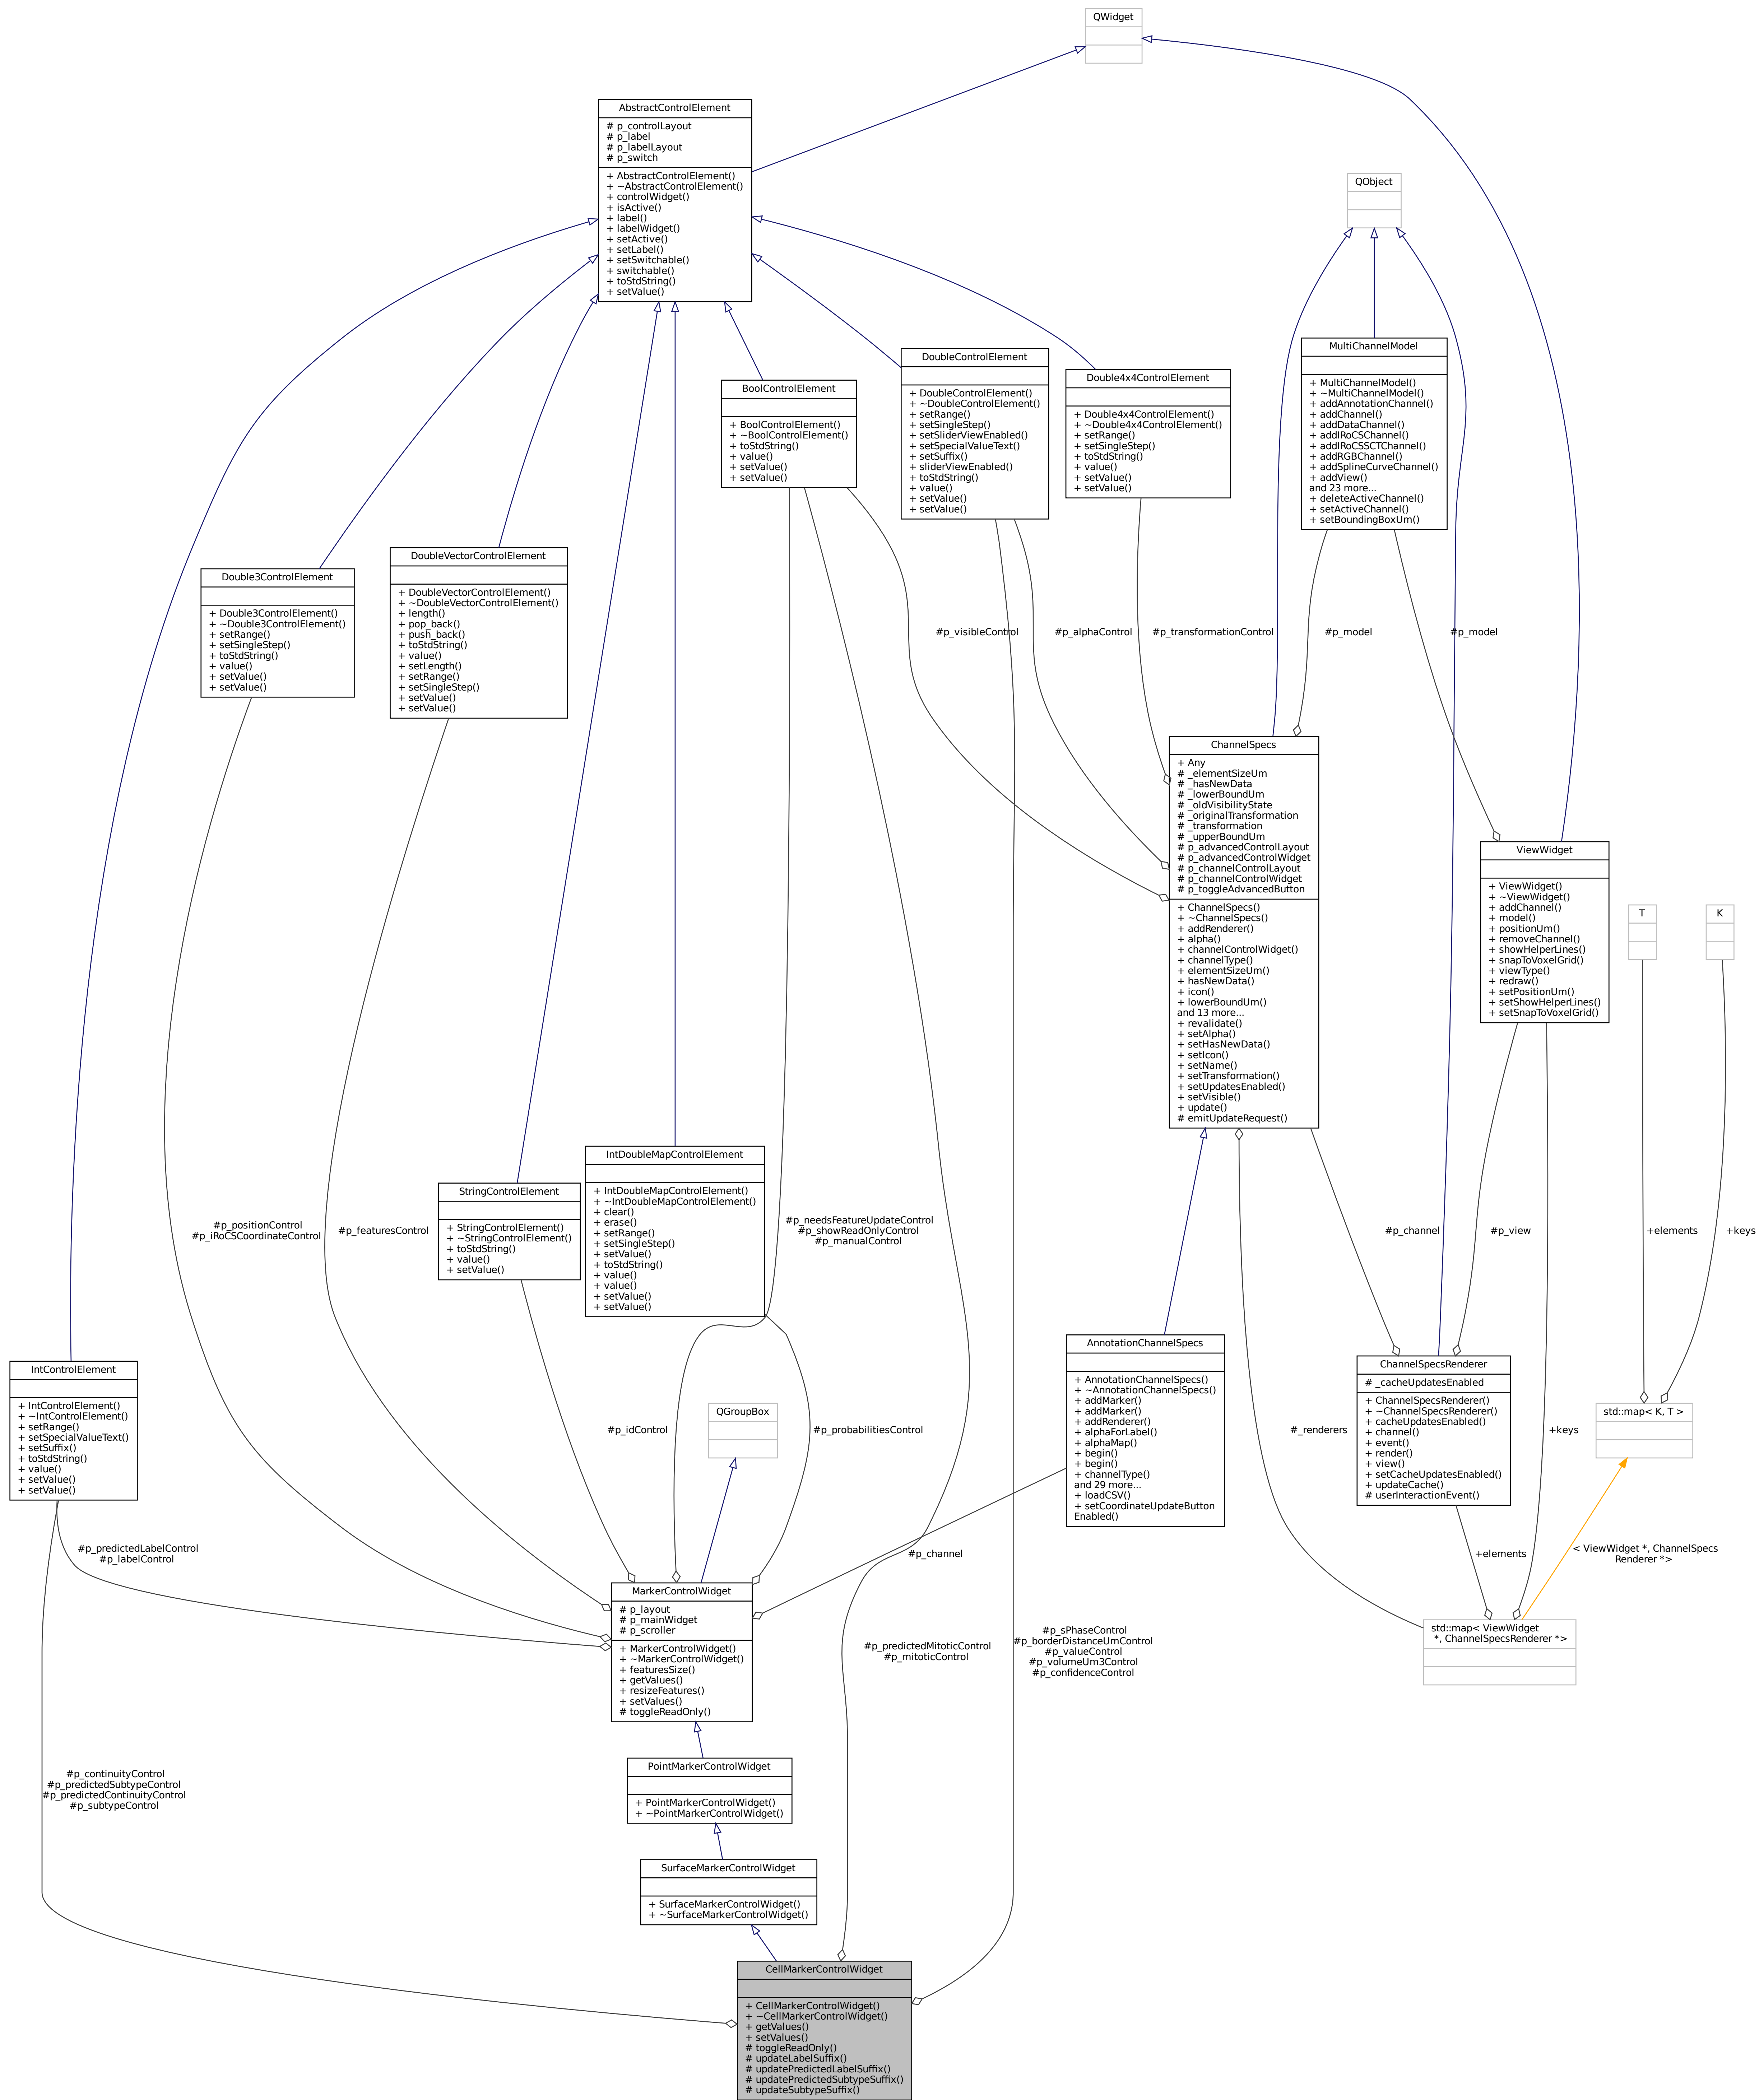 QWidget
AbstractControlElement
# p_controlLayout
# p_label
# p_labelLayout
# p_switch
+ AbstractControlElement()
+ ~AbstractControlElement()
+ controlWidget()
+ isActive()
+ label()
+ labelWidget()
+ setActive()
+ setLabel()
+ setSwitchable()
+ switchable()
+ toStdString()
+ setValue()
QObject
MultiChannelModel
+ MultiChannelModel()
+ ~MultiChannelModel()
+ addAnnotationChannel()
+ addChannel()
+ addDataChannel()
+ addIRoCSChannel()
+ addIRoCSSCTChannel()
+ addRGBChannel()
+ addSplineCurveChannel()
+ addView()
and 23 more...
+ deleteActiveChannel()
+ setActiveChannel()
+ setBoundingBoxUm()
DoubleControlElement
+ DoubleControlElement()
+ ~DoubleControlElement()
+ setRange()
+ setSingleStep()
+ setSliderViewEnabled()
+ setSpecialValueText()
+ setSuffix()
+ sliderViewEnabled()
+ toStdString()
+ value()
+ setValue()
+ setValue()
Double4x4ControlElement
+ Double4x4ControlElement()
+ ~Double4x4ControlElement()
+ setRange()
+ setSingleStep()
+ toStdString()
+ value()
+ setValue()
+ setValue()
BoolControlElement
+ BoolControlElement()
+ ~BoolControlElement()
+ toStdString()
+ value()
+ setValue()
+ setValue()
DoubleVectorControlElement
+ DoubleVectorControlElement()
+ ~DoubleVectorControlElement()
+ length()
+ pop_back()
+ push_back()
+ toStdString()
+ value()
+ setLength()
+ setRange()
+ setSingleStep()
+ setValue()
+ setValue()
Double3ControlElement
+ Double3ControlElement()
+ ~Double3ControlElement()
+ setRange()
+ setSingleStep()
+ toStdString()
+ value()
+ setValue()
+ setValue()
#p_visibleControl
#p_alphaControl
#p_transformationControl
#p_model
#p_model
ChannelSpecs
+ Any
# _elementSizeUm
# _hasNewData
# _lowerBoundUm
# _oldVisibilityState
# _originalTransformation
# _transformation
# _upperBoundUm
# p_advancedControlLayout
# p_advancedControlWidget
# p_channelControlLayout
# p_channelControlWidget
# p_toggleAdvancedButton
+ ChannelSpecs()
+ ~ChannelSpecs()
+ addRenderer()
+ alpha()
+ channelControlWidget()
+ channelType()
+ elementSizeUm()
+ hasNewData()
+ icon()
+ lowerBoundUm()
and 13 more...
+ revalidate()
+ setAlpha()
+ setHasNewData()
+ setIcon()
+ setName()
+ setTransformation()
+ setUpdatesEnabled()
+ setVisible()
+ update()
# emitUpdateRequest()
ViewWidget
+ ViewWidget()
+ ~ViewWidget()
+ addChannel()
+ model()
+ positionUm()
+ removeChannel()
+ showHelperLines()
+ snapToVoxelGrid()
+ viewType()
+ redraw()
+ setPositionUm()
+ setShowHelperLines()
+ setSnapToVoxelGrid()
T
K
IntDoubleMapControlElement
+ IntDoubleMapControlElement()
+ ~IntDoubleMapControlElement()
+ clear()
+ erase()
+ setRange()
+ setSingleStep()
+ setValue()
+ toStdString()
+ value()
+ value()
+ setValue()
+ setValue()
StringControlElement
+ StringControlElement()
+ ~StringControlElement()
+ toStdString()
+ value()
+ setValue()
#p_positionControl
#p_iRoCSCoordinateControl
#p_featuresControl
#p_needsFeatureUpdateControl
#p_showReadOnlyControl
#p_manualControl
#p_channel
#p_view
+elements
+keys
AnnotationChannelSpecs
+ AnnotationChannelSpecs()
+ ~AnnotationChannelSpecs()
+ addMarker()
+ addMarker()
+ addRenderer()
+ alphaForLabel()
+ alphaMap()
+ begin()
+ begin()
+ channelType()
and 29 more...
+ loadCSV()
+ setCoordinateUpdateButton
Enabled()
ChannelSpecsRenderer
# _cacheUpdatesEnabled
+ ChannelSpecsRenderer()
+ ~ChannelSpecsRenderer()
+ cacheUpdatesEnabled()
+ channel()
+ event()
+ render()
+ view()
+ setCacheUpdatesEnabled()
+ updateCache()
# userInteractionEvent()
IntControlElement
+ IntControlElement()
+ ~IntControlElement()
+ setRange()
+ setSpecialValueText()
+ setSuffix()
+ toStdString()
+ value()
+ setValue()
+ setValue()
QGroupBox
std::map< K, T >
#p_idControl
#p_probabilitiesControl
#_renderers
+keys
#p_predictedLabelControl
#p_labelControl
#p_channel
+elements
< ViewWidget *, ChannelSpecs
Renderer *>
MarkerControlWidget
# p_layout
# p_mainWidget
# p_scroller
+ MarkerControlWidget()
+ ~MarkerControlWidget()
+ featuresSize()
+ getValues()
+ resizeFeatures()
+ setValues()
# toggleReadOnly()
std::map< ViewWidget
*, ChannelSpecsRenderer *>
#p_predictedMitoticControl
#p_mitoticControl
#p_sPhaseControl
#p_borderDistanceUmControl
#p_valueControl
#p_volumeUm3Control
#p_confidenceControl
PointMarkerControlWidget
+ PointMarkerControlWidget()
+ ~PointMarkerControlWidget()
#p_continuityControl
#p_predictedSubtypeControl
#p_predictedContinuityControl
#p_subtypeControl
SurfaceMarkerControlWidget
+ SurfaceMarkerControlWidget()
+ ~SurfaceMarkerControlWidget()
CellMarkerControlWidget
+ CellMarkerControlWidget()
+ ~CellMarkerControlWidget()
+ getValues()
+ setValues()
# toggleReadOnly()
# updateLabelSuffix()
# updatePredictedLabelSuffix()
# updatePredictedSubtypeSuffix()
# updateSubtypeSuffix()